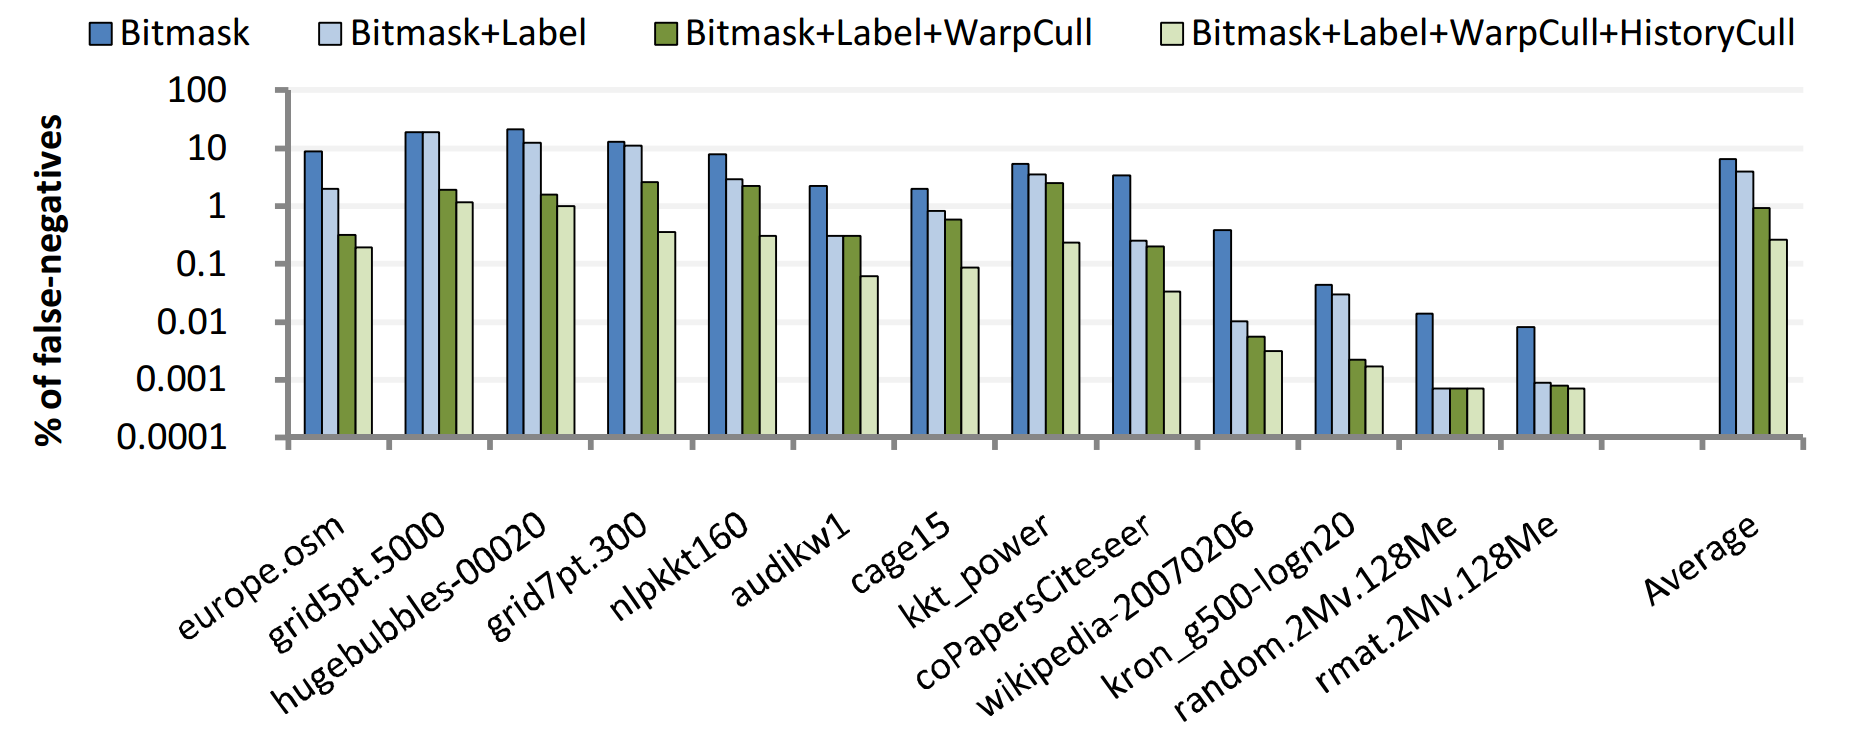 Bitmask Bitmask+Label Bitmask+Label+WarpCull Bitmask+Label+WarpCull+HistoryCull
% of false-negatives
100
10
1
0.1
0.01
0.001
0.0001
europe.osm
grid5pt.5000
hugebubbles-00020
grid7pt.300
nlpkkt160
audikw1
cage15
kkt_power
coPapersCiteseer
wikipedia-20070206
kron_g500-logn20
random.2Mv.128Me
rmat.2Mv.128Me
Average